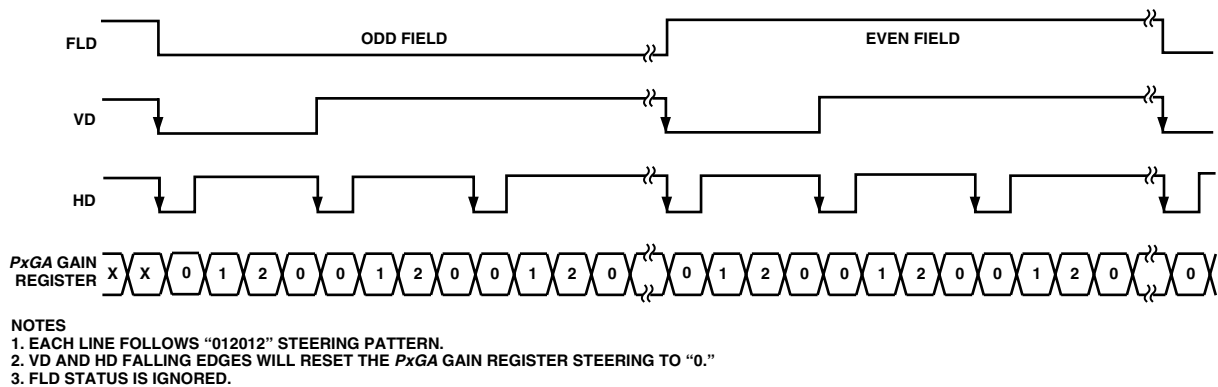 FLD
ODD FIELD
EVEN FIELD
VD
HD
PxGA GAIN
REGISTER
X X 0 1 2 0 0 1 2 0 0 1 2 0 0 1 2 0 0 1 2 0 0 1 2 0 0
NOTES
1. EACH LINE FOLLOWS “012012” STEERING PATTERN.
2. VD AND HD FALLING EDGES WILL RESET THE PxGA GAIN REGISTER STEERING TO “0.”
3. FLD STATUS IS IGNORED.